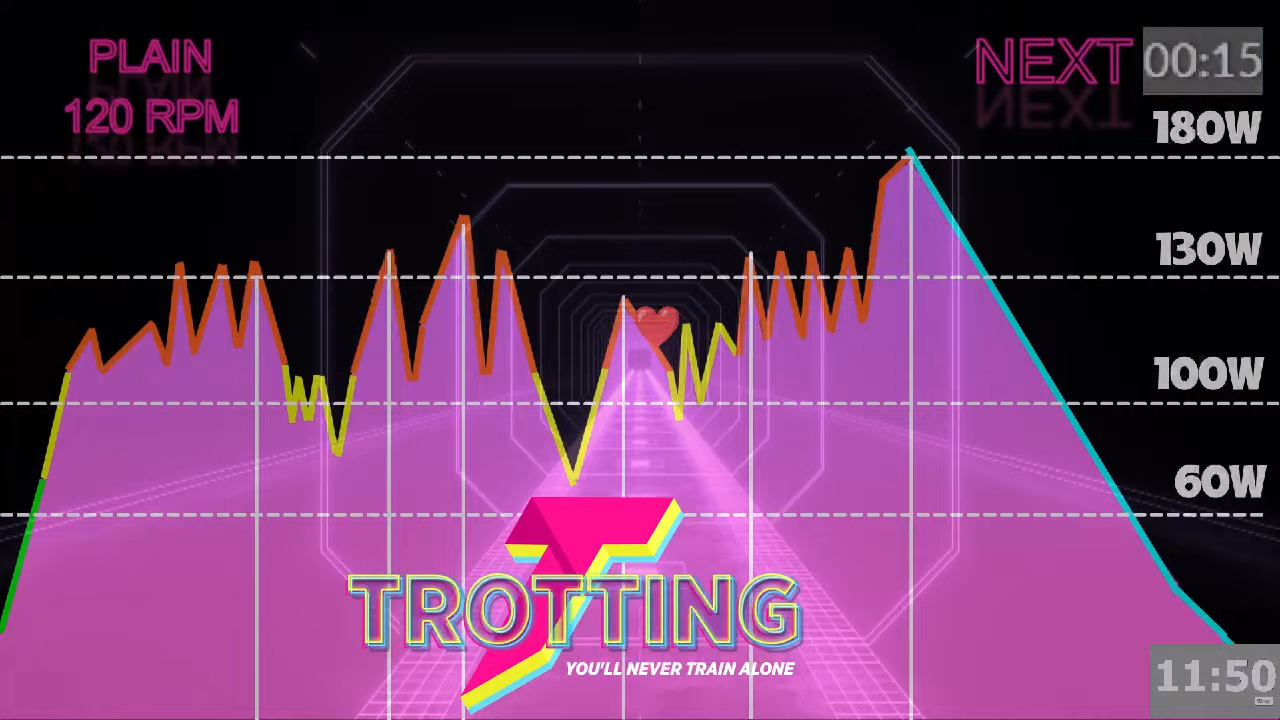 PLAIN
120 RPM
NEXT 00:15
180W
130W
100W
60W
TROTTING
YOU'LL NEVER TRAIN ALONE
11:50